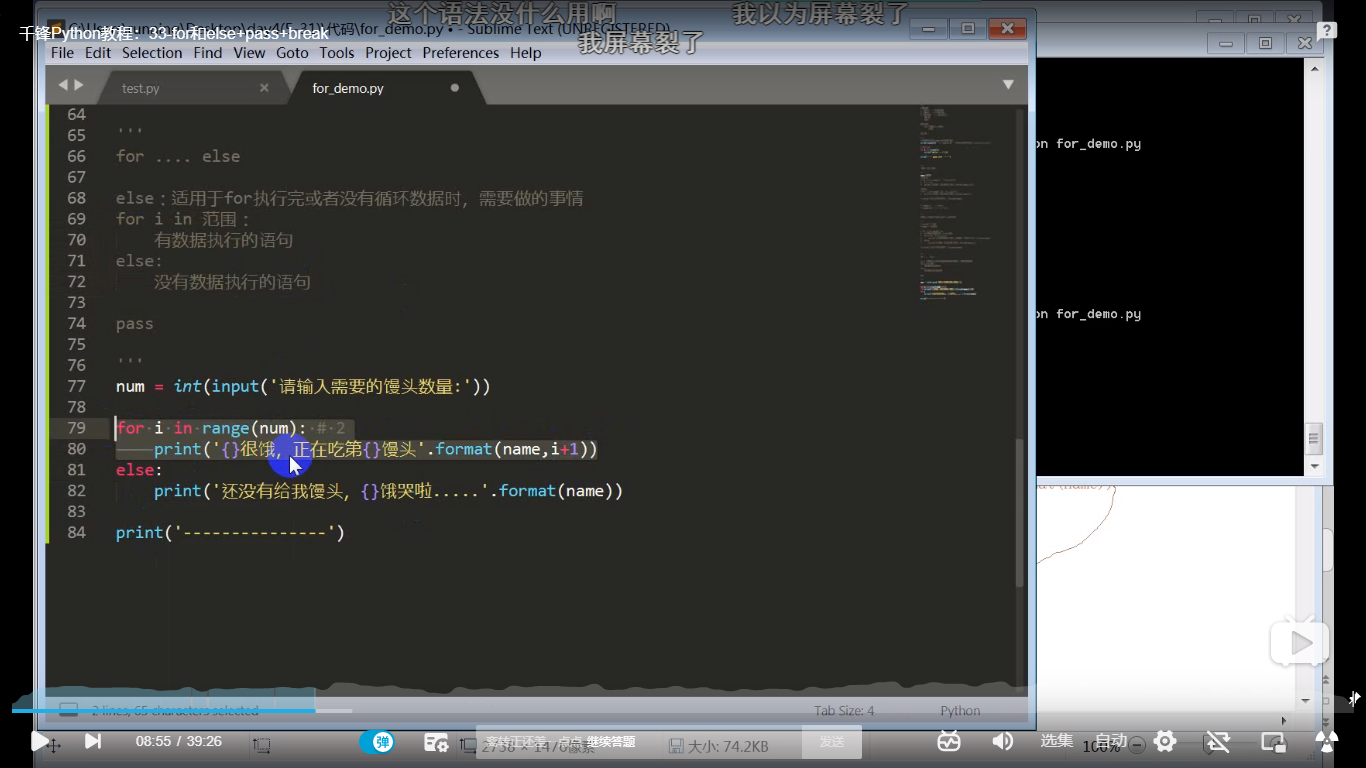 这个语法没什么用啊
我以为屏幕裂了
千锋Python教程：33-for和else+pass+break
for_demo.py • - Sublime Text (UNREGISTERED)
我屏幕裂了
File Edit Selection Find View Goto Tools Project Preferences Help
test.py
for_demo.py
64
65 '''
66 for .... else
67
68 else：适用于for执行完或者没有循环数据时，需要做的事情
69 for i in 范围：
70 有数据执行的语句
71 else:
72 没有数据执行的语句
73
74 pass
75
76 '''
77 num = int(input('请输入需要的馒头数量:'))
78
79 for i in range(num): # 2
80 print('{}很饿，正在吃第{}馒头'.format(name,i+1))
81 else:
82 print('还没有给我馒头，{}饿哭啦.....'.format(name))
83
84 print('---------------')
on for_demo.py
on for_demo.py
2 lines, 65 characters selected
Tab Size: 4
Python
08:55 / 39:26
弹
继续答题
发送
大小: 74.2KB
选集
自动
100%